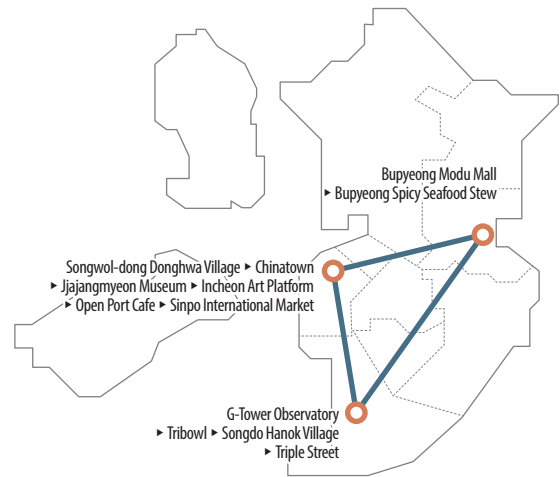 Bupyeong Modu Mall
▸ Bupyeong Spicy Seafood Stew
Songwol-dong Donghwa Village ▸ Chinatown
▸ Jjajangmyeon Museum ▸ Incheon Art Platform
▸ Open Port Cafe ▸ Sinpo International Market
G-Tower Observatory
▸ Tribowl ▸ Songdo Hanok Village
▸ Triple Street